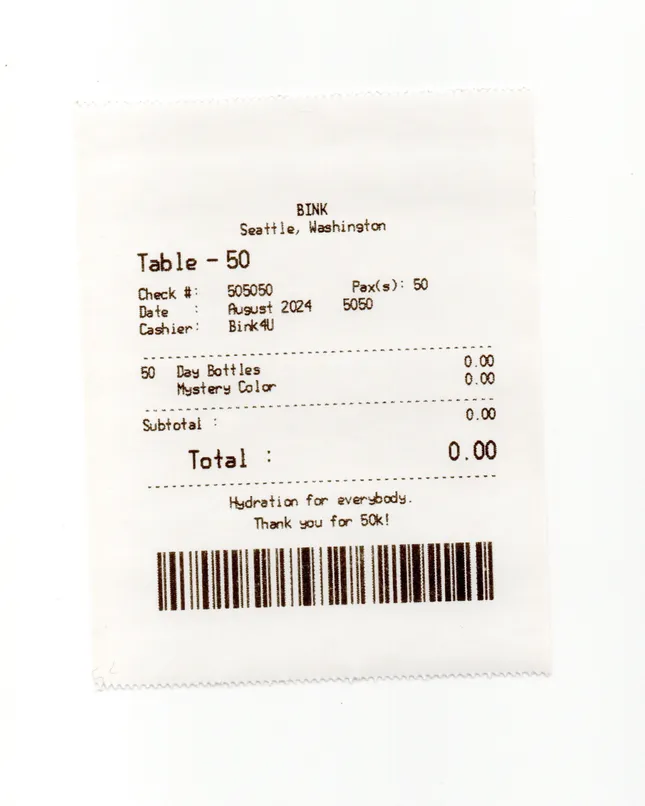 BINK
Seattle, Washington
Table - 50
Check #: 505050 Pax(s): 50
Date : August 2024 5050
Cashier: Bink4U
50 Day Bottles 0.00
Mystery Color 0.00
Subtotal : 0.00
Total : 0.00
Hydration for everybody.
Thank you for 50k!